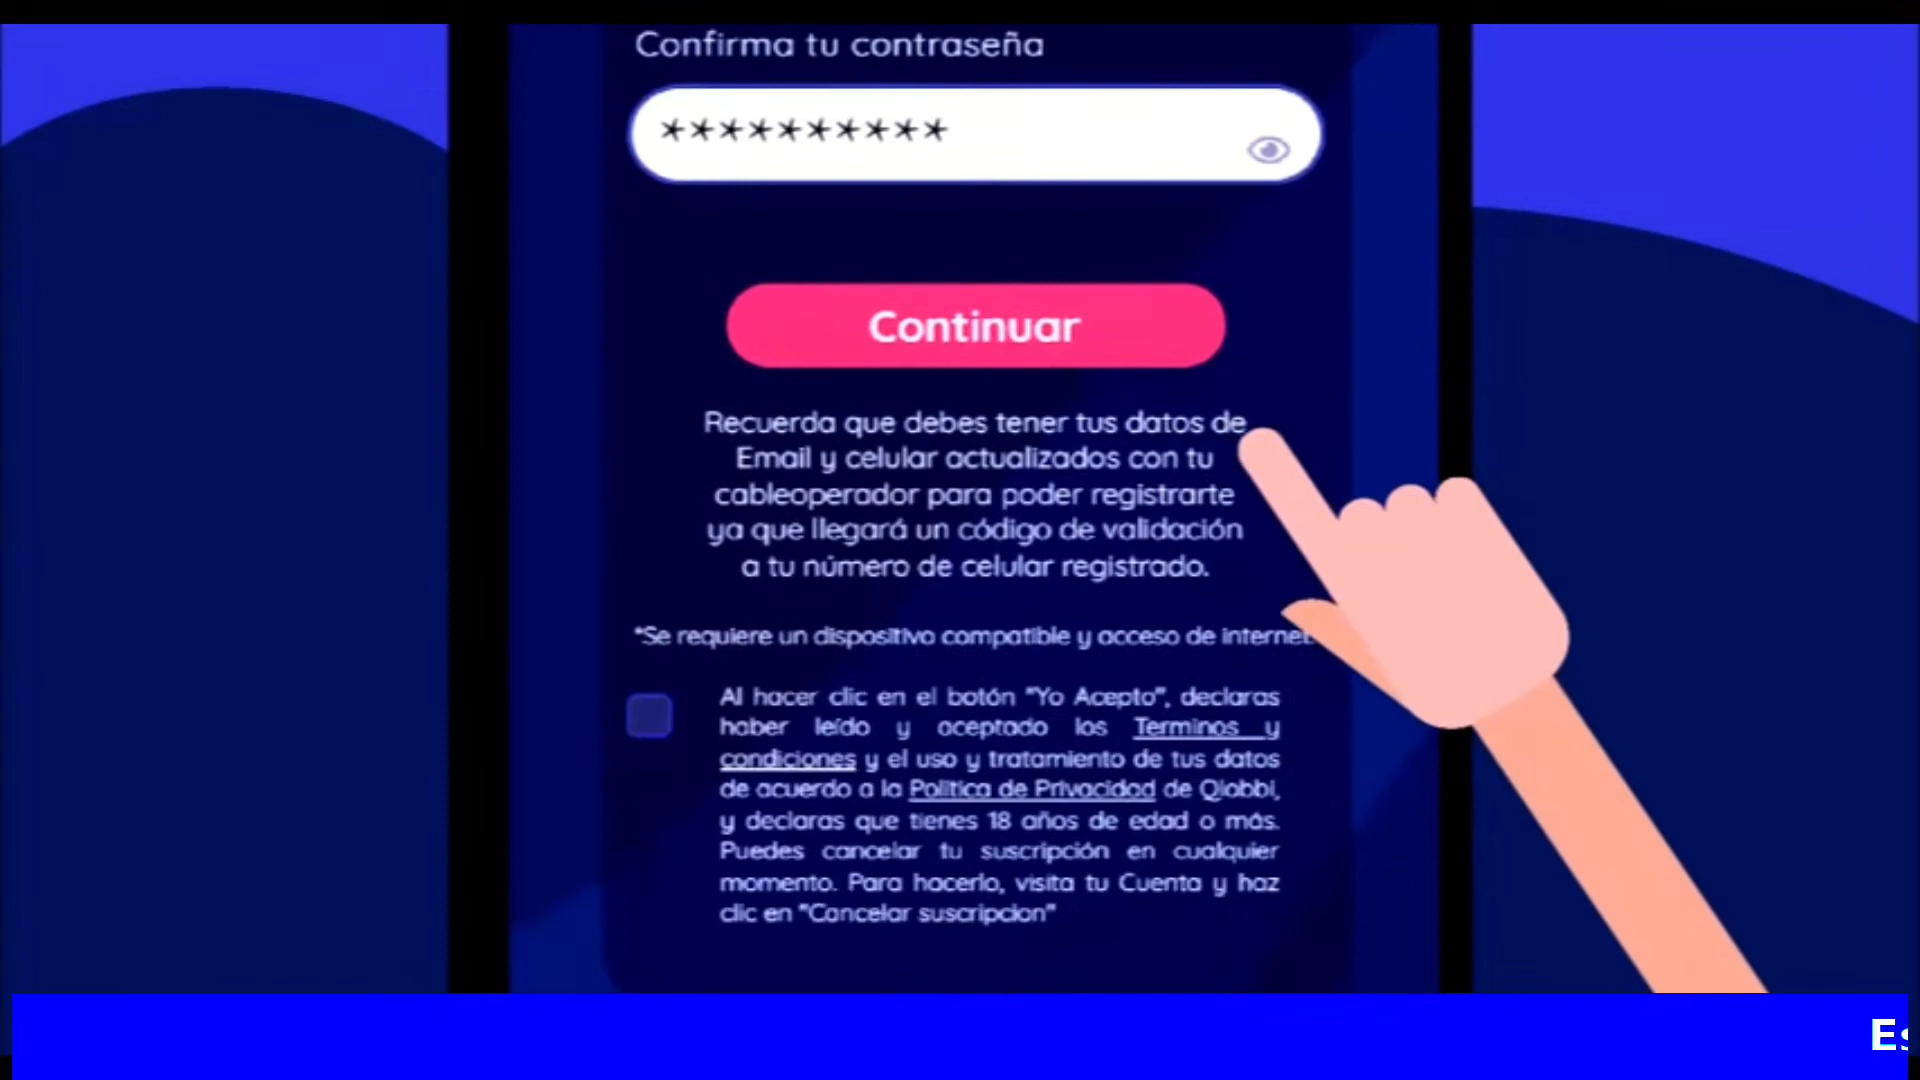 Confirma tu contraseña
**********
Continuar
Recuerda que debes tener tus datos de
Email y celular actualizados con tu
cableoperador para poder registrarte
ya que llegará un código de validación
a tu número de celular registrado.
*Se requiere un dispositivo compatible y acceso de internet.
Al hacer clic en el botón "Yo Acepto", declaras
haber leído y aceptado los Terminos y
condiciones y el uso y tratamiento de tus datos
de acuerdo a la Política de Privacidad de Qlobbi,
y declaras que tienes 18 años de edad o más.
Puedes cancelar tu suscripción en cualquier
momento. Para hacerlo, visita tu Cuenta y haz
clic en "Cancelar suscripcion"